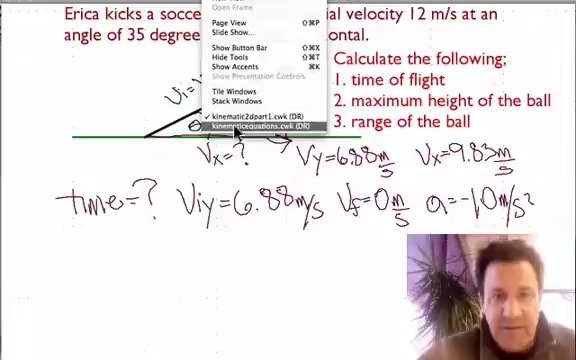 Open Frame
Erica kicks a socce
ial velocity 12 m/s at an
Page View ⇧⌘P
angle of 35 degree
Slide Show...
ontal.
Show Button Bar ⇧⌘X
Hide Tools ⇧⌘T
Show Accents ⌘K
Show Presentation Controls
Tile Windows
Stack Windows
✓ kinematic2dpart1.cwk (DR)
kinematicequations.cwk (DR)
Calculate the following;
1. time of flight
2. maximum height of the ball
3. range of the ball
Vi=
θ
Vx=?
Vy=6.88 m/s
Vx=9.83 m/s
time=? Viy=6.88 m/s Vf=0 m/s a=-10 m/s²